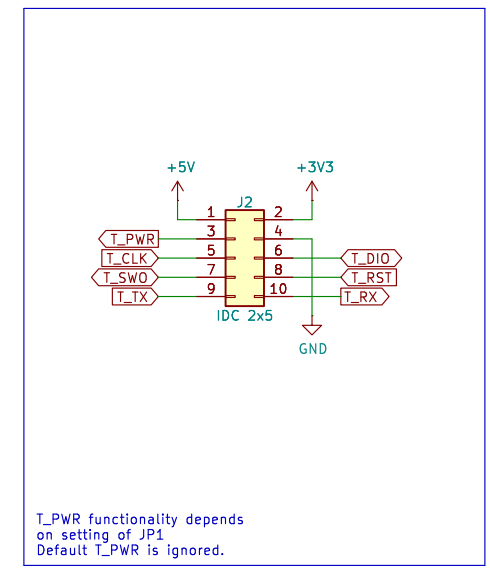 +5V +3V3
J2
1 2
T_PWR 3 4
T_CLK 5 6 T_DIO
T_SWO 7 8 T_RST
T_TX 9 10 T_RX
IDC 2x5
GND
T_PWR functionality depends
on setting of JP1
Default T_PWR is ignored.